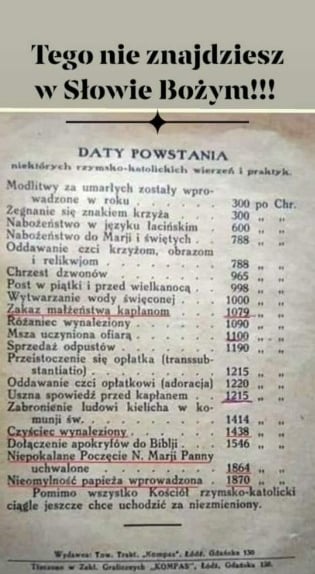 Tego nie znajdziesz
w Słowie Bożym!!!
DATY POWSTANIA
niektórych rzymsko-katolickich wierzeń i praktyk.
Modlitwy za umarłych zostały wpro-
wadzone w roku . . . . 300 po Chr.
Żegnanie się znakiem krzyża . . 300 „ „
Nabożeństwo w języku łacińskim . 600 „ „
Nabożeństwo do Marji i świętych . 788 „ „
Oddawanie czci krzyżom, obrazom
i relikwjom . . . . . 788 „ „
Chrzest dzwonów . . . . 965 „ „
Post w piątki i przed wielkanocą . 998 „ „
Wytwarzanie wody święconej . . 1000 „ „
Zakaz małżeństwa kapłanom . . 1079 „ „
Różaniec wynaleziony . . . 1090 „ „
Msza uczyniona ofiarą . . . 1100 „ „
Sprzedaż odpustów . . . . 1190 „ „
Przeistoczenie się opłatka (transsub-
stantiatio) . . . . . 1215 „ „
Oddawanie czci opłatkowi (adoracja) 1220 „ „
Uszna spowiedź przed kapłanem . 1215 „ „
Zabronienie ludowi kielicha w ko-
munji św. . . . . . 1414 „ „
Czyściec wynaleziony . . . . 1438 „ „
Dołączenie apokryfów do Biblji . . 1546 „ „
Niepokalane Poczęcie N. Marji Panny
uchwalone . . . . . 1864 „ „
Nieomylność papieża wprowadzona . 1870 „ „
Pomimo wszystko Kościół rzymsko-katolicki
ciągle jeszcze chce uchodzić za niezmienny.
Wydawca: Tow. Trakt. „Kompas", Łódź, Gdańska 130
Tłoczono w Zakł. Graficznych „KOMPAS", Łódź, Gdańska 130.